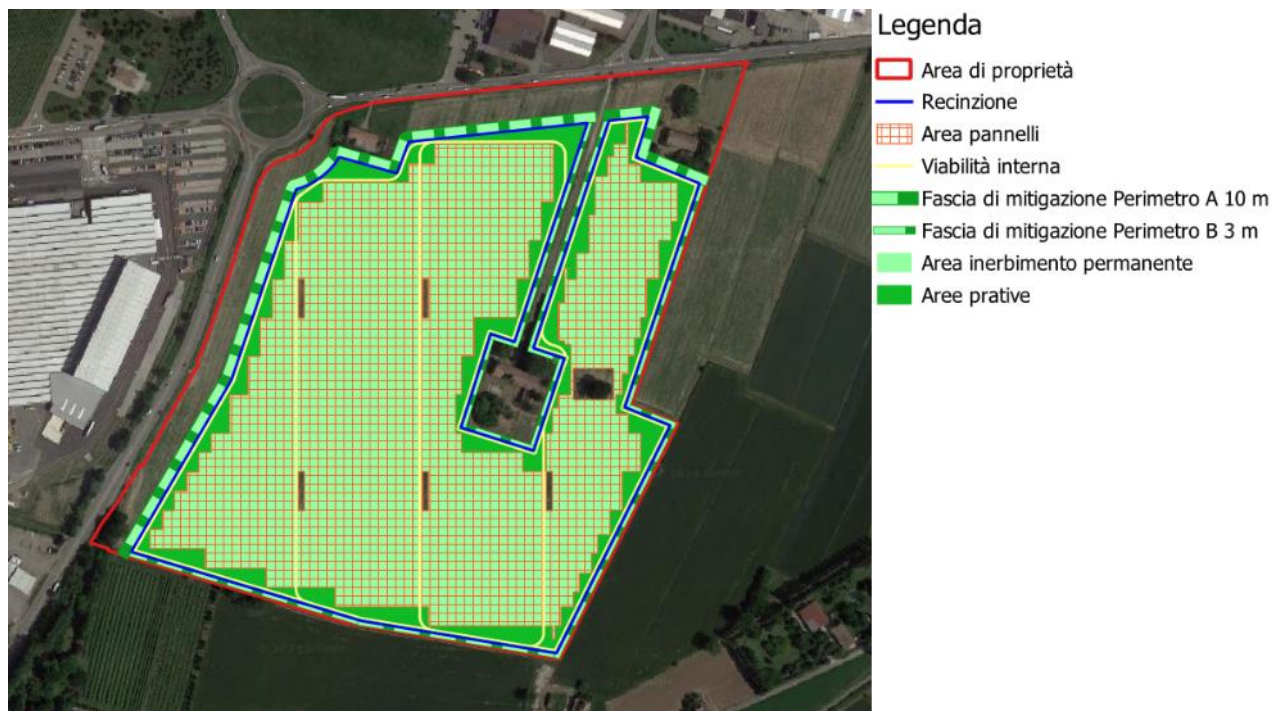 Legenda
Area di proprietà
Recinzione
Area pannelli
Viabilità interna
Fascia di mitigazione Perimetro A 10 m
Fascia di mitigazione Perimetro B 3 m
Area inerbimento permanente
Aree prative